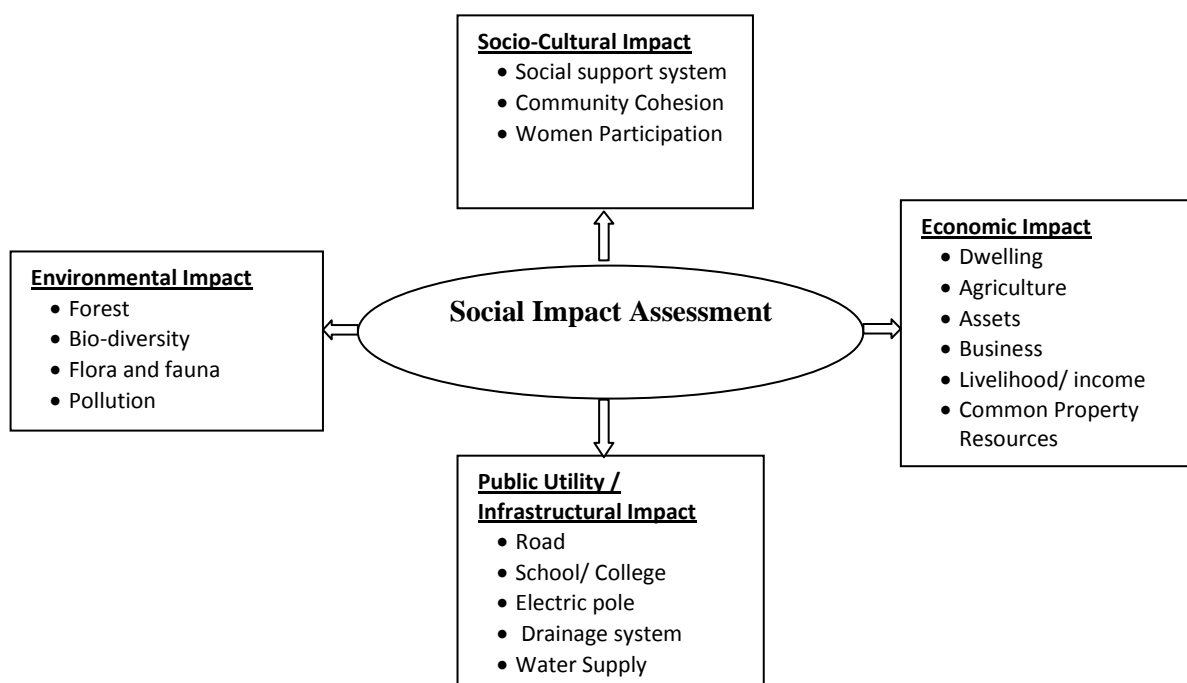 Socio-Cultural Impact
• Social support system
• Community Cohesion
• Women Participation
Environmental Impact
• Forest
• Bio-diversity
• Flora and fauna
• Pollution
Social Impact Assessment
Economic Impact
• Dwelling
• Agriculture
• Assets
• Business
• Livelihood/ income
• Common Property
Resources
Public Utility /
Infrastructural Impact
• Road
• School/ College
• Electric pole
• Drainage system
• Water Supply